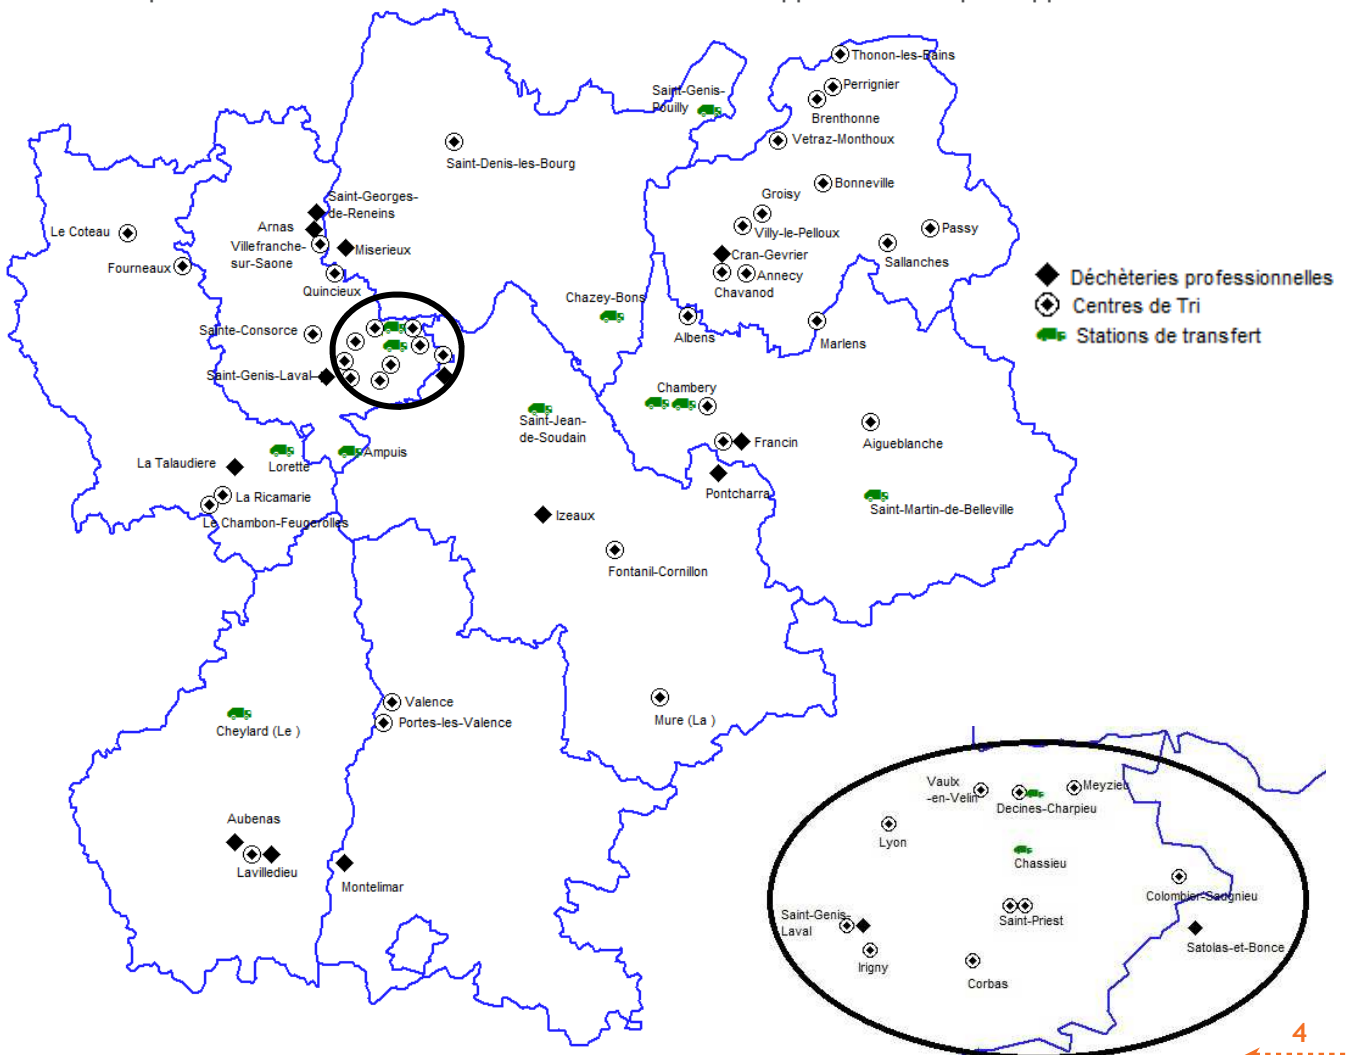 Thonon-les-Bains
Perrignier
Brenthonne
Saint-Genis-
Pouilly
Vetraz-Monthoux
Saint-Denis-les-Bourg
Bonneville
Groisy
Villy-le-Pelloux
Passy
Sallanches
Cran-Gevrier
Annecy
Chavanod
Saint-Georges-
de-Reneins
Arnas
Villefranche-
sur-Saone
Miserieux
Le Coteau
Fourneaux
Quincieux
Déchèteries professionnelles
Centres de Tri
Stations de transfert
Chazey-Bons
Albens
Marlens
Sainte-Consorce
Saint-Genis-Laval
Chambery
Saint-Jean-
de-Soudain
Francin
Aigueblanche
Pontcharra
Saint-Martin-de-Belleville
La Talaudiere
Lorette
Ampuis
La Ricamarie
Le Chambon-Feugerolles
Izeaux
Fontanil-Cornillon
Valence
Portes-les-Valence
Mure (La )
Cheylard (Le )
Aubenas
Lavilledieu
Montelimar
Vaulx
-en-Velin
Decines-Charpieu
Meyzieu
Lyon
Chassieu
Colombier-Saugnieu
Saint-Genis-
Laval
Saint-Priest
Satolas-et-Bonce
Irigny
Corbas
4